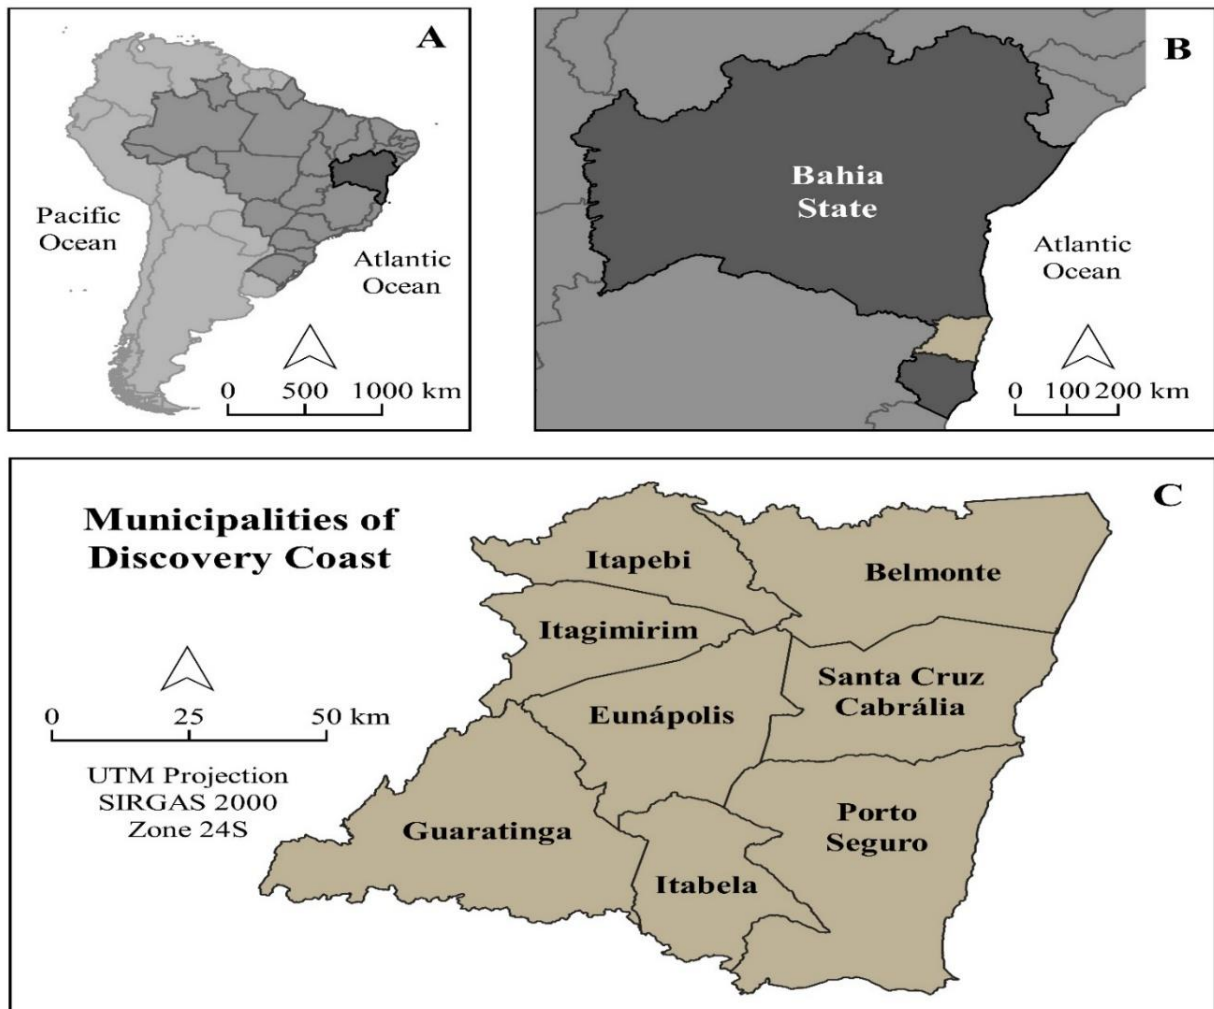 A
Pacific
Ocean
Atlantic
Ocean
0 500 1000 km
B
Bahia
State
Atlantic
Ocean
0 100 200 km
C
Municipalities of
Discovery Coast
0 25 50 km
UTM Projection
SIRGAS 2000
Zone 24S
Itapebi
Belmonte
Itagimirim
Santa Cruz
Cabrália
Eunápolis
Guaratinga
Porto
Seguro
Itabela